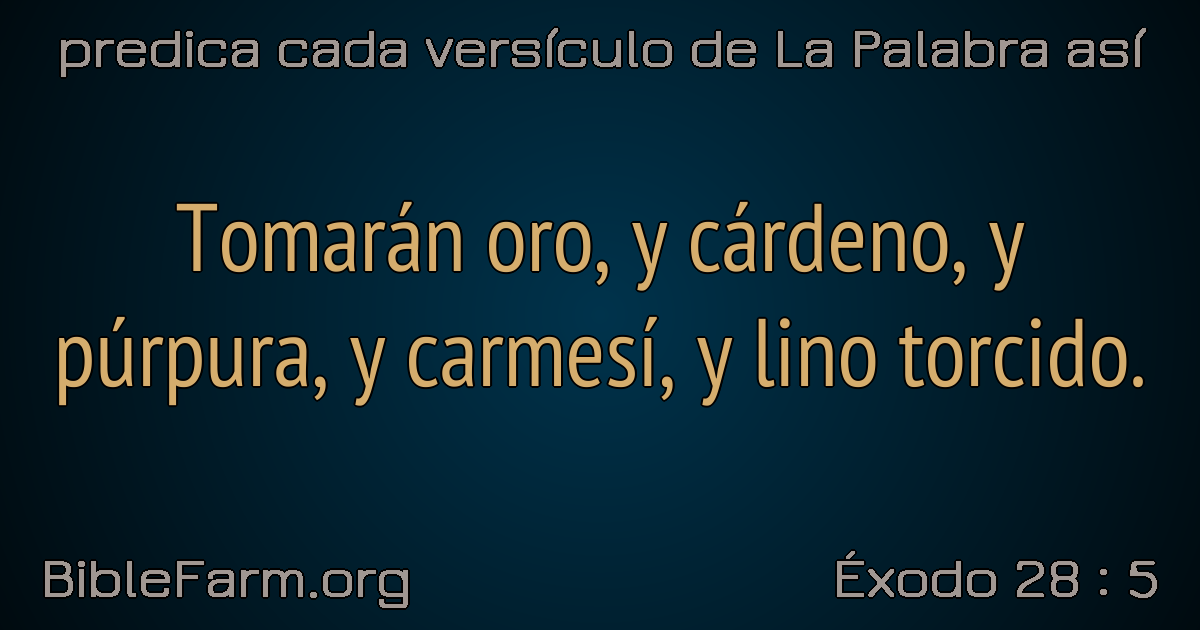 predica cada versículo de La Palabra así
Tomarán oro, y cárdeno, y
púrpura, y carmesí, y lino torcido.
BibleFarm.org
Éxodo 28 : 5